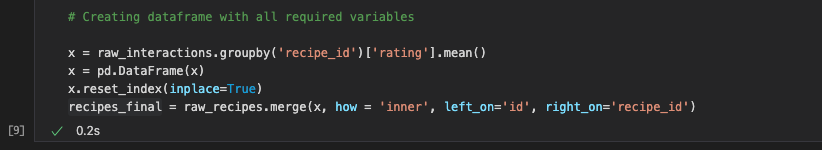 # Creating dataframe with all required variables
x = raw_interactions.groupby('recipe_id')['rating'].mean()
x = pd.DataFrame(x)
x.reset_index(inplace=True)
recipes_final = raw_recipes.merge(x, how = 'inner', left_on='id', right_on='recipe_id')
[9] ✓ 0.2s